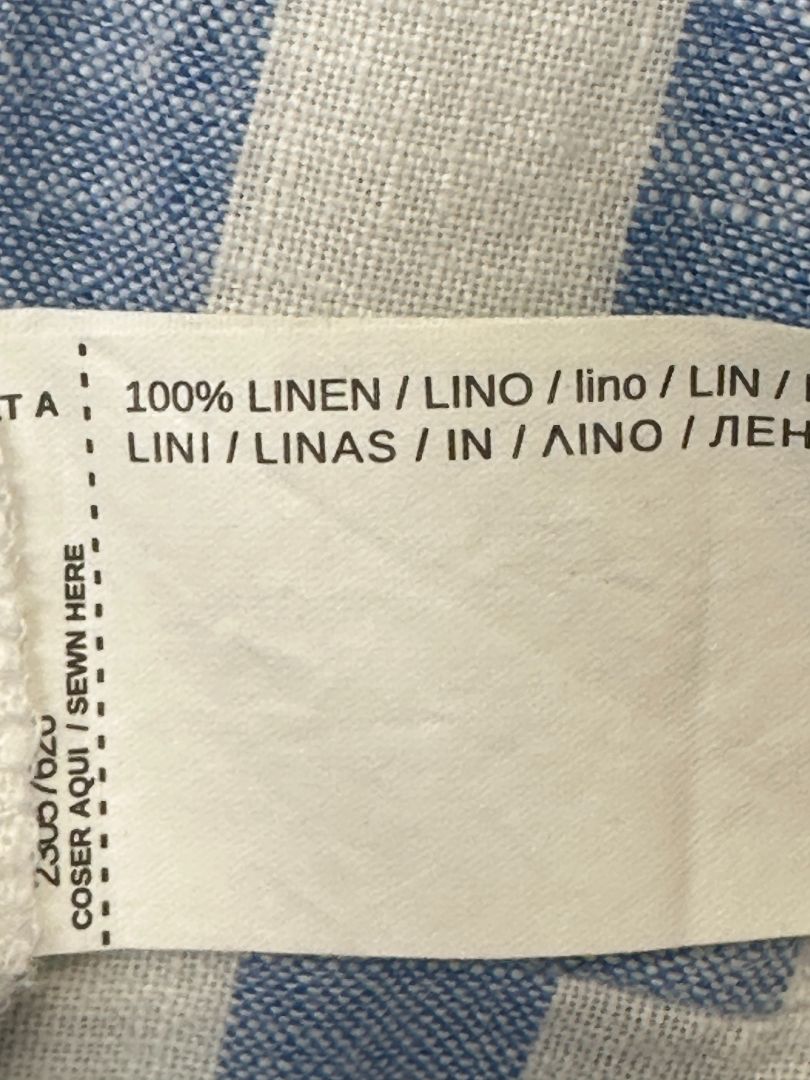 100% LINEN / LINO / lino / LIN /
LINI / LINAS / IN / ΛΙΝΟ / ЛЕН
T A
COSER AQUI / SEWN HERE